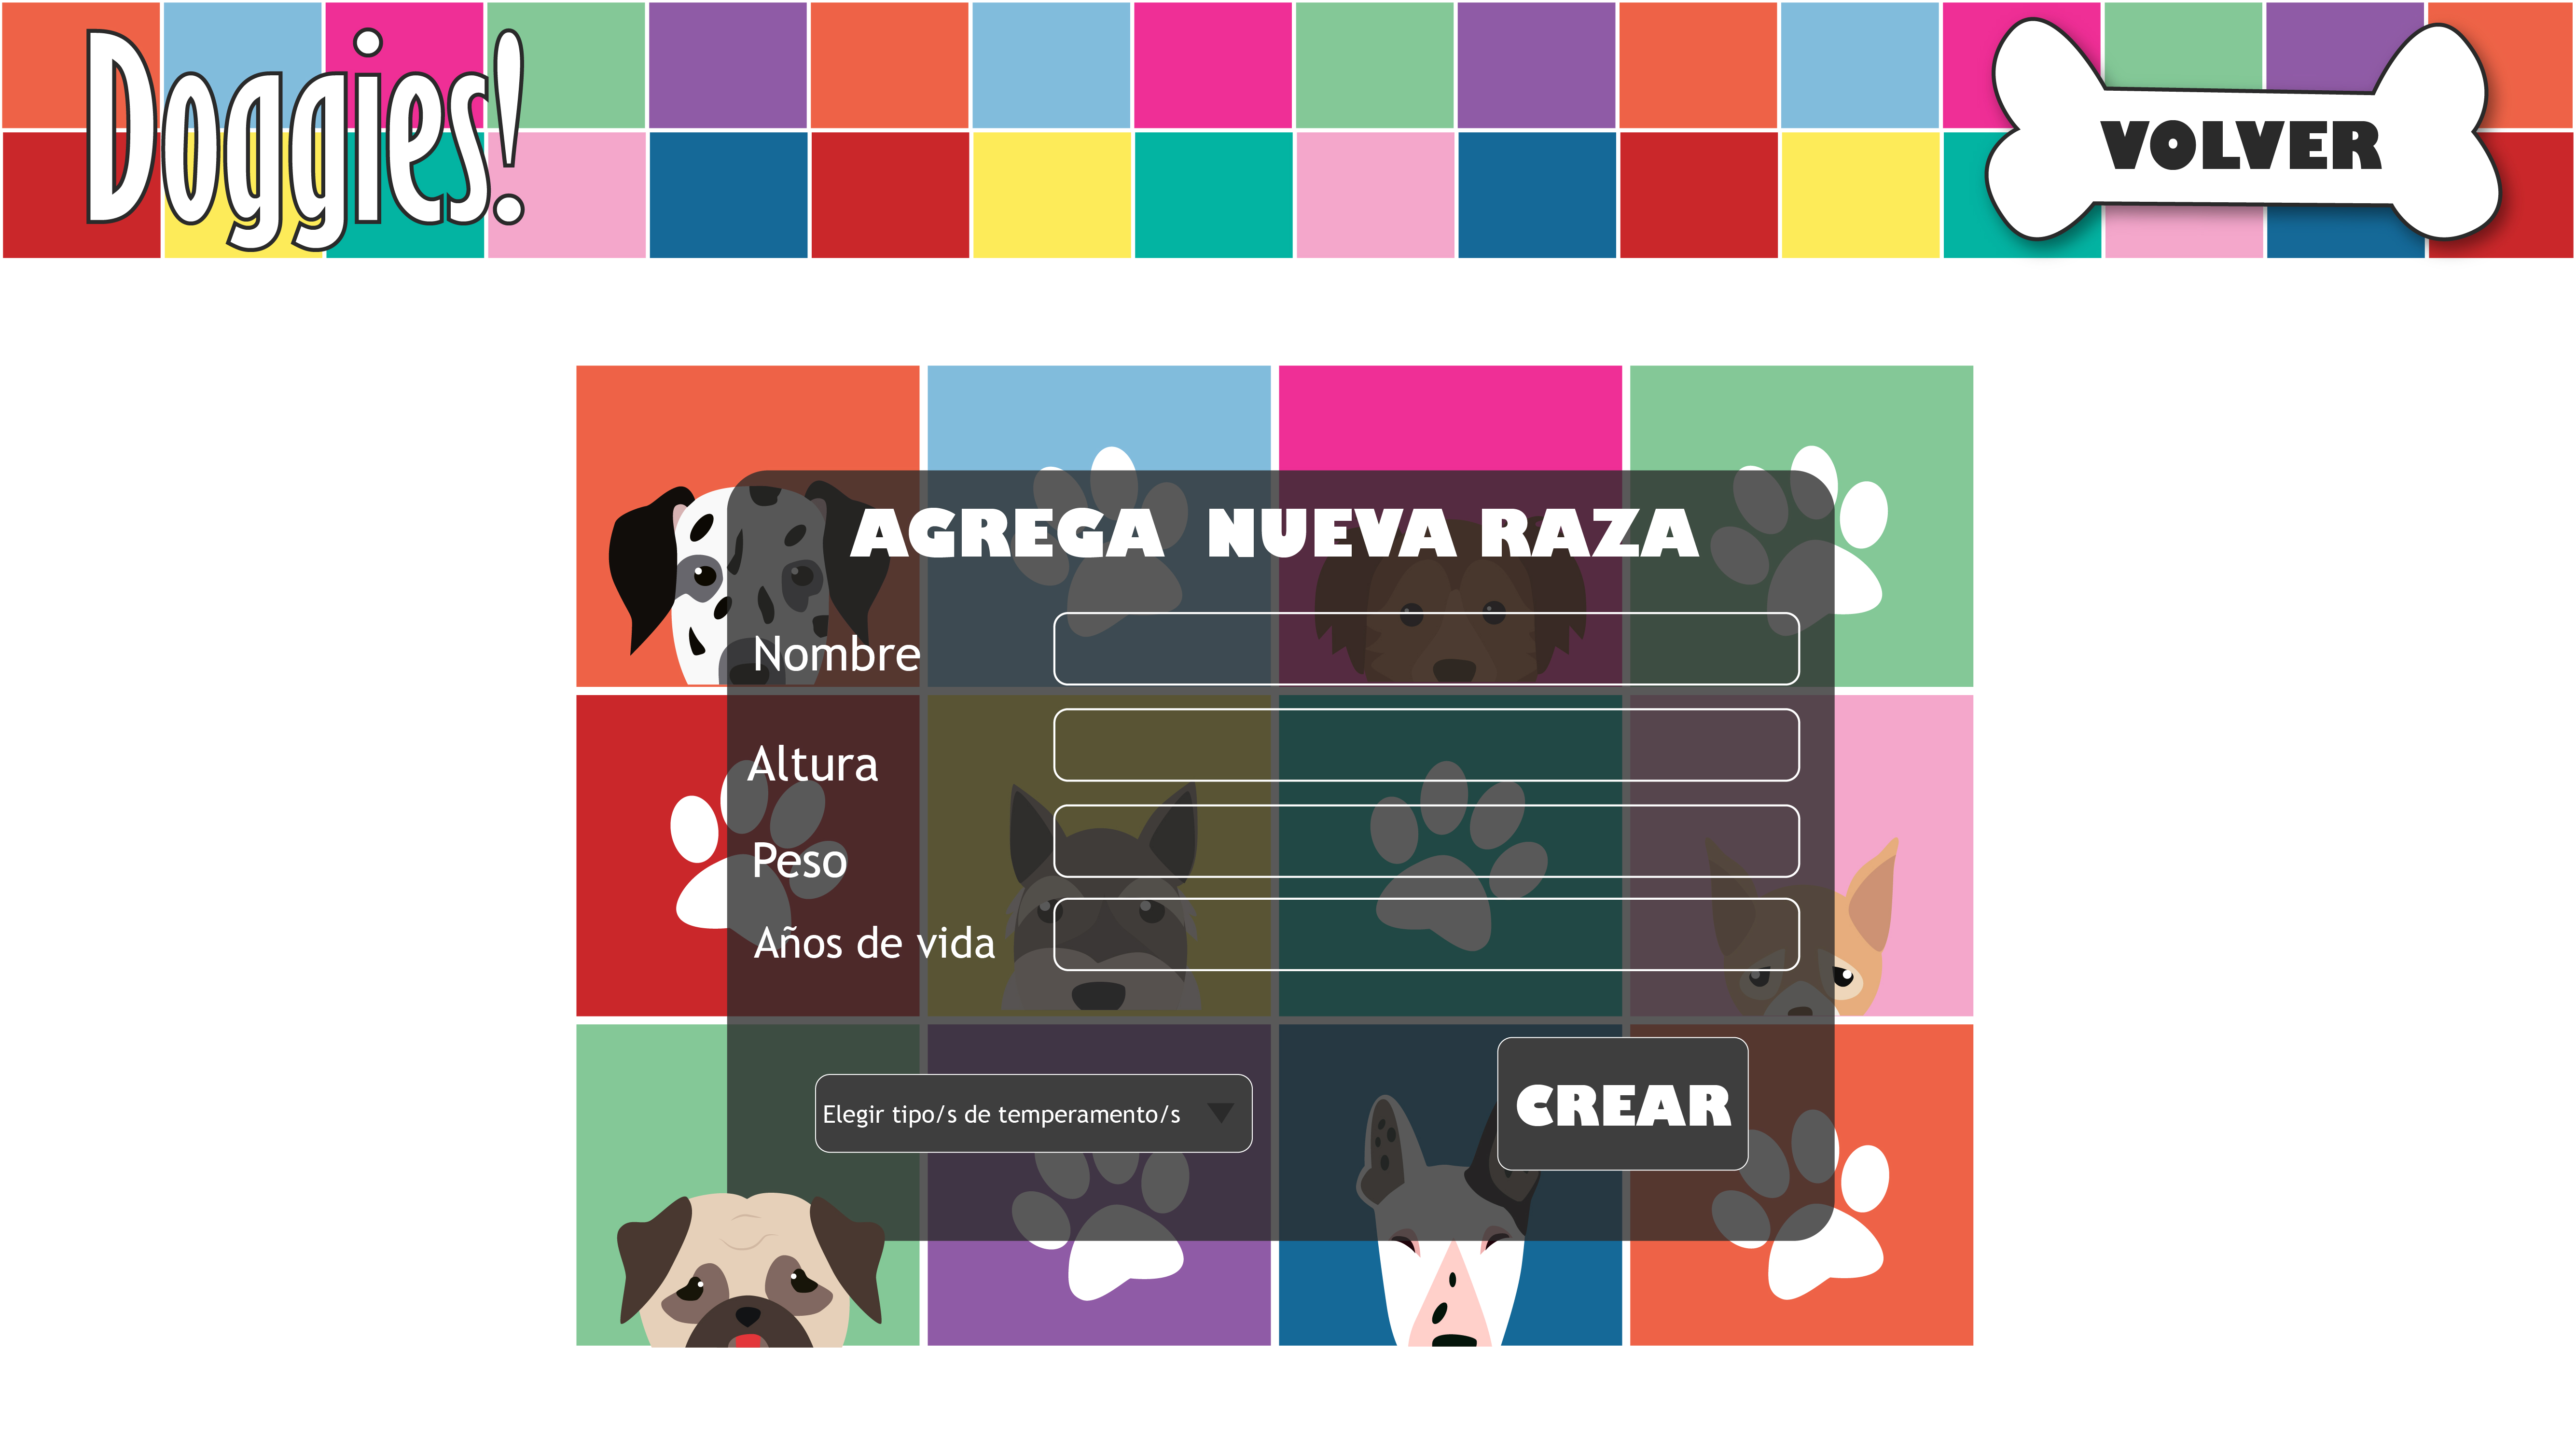 Doggies!
VOLVER
AGREGA NUEVA RAZA
Nombre
Altura
Peso
Años de vida
Elegir tipo/s de temperamento/s
CREAR